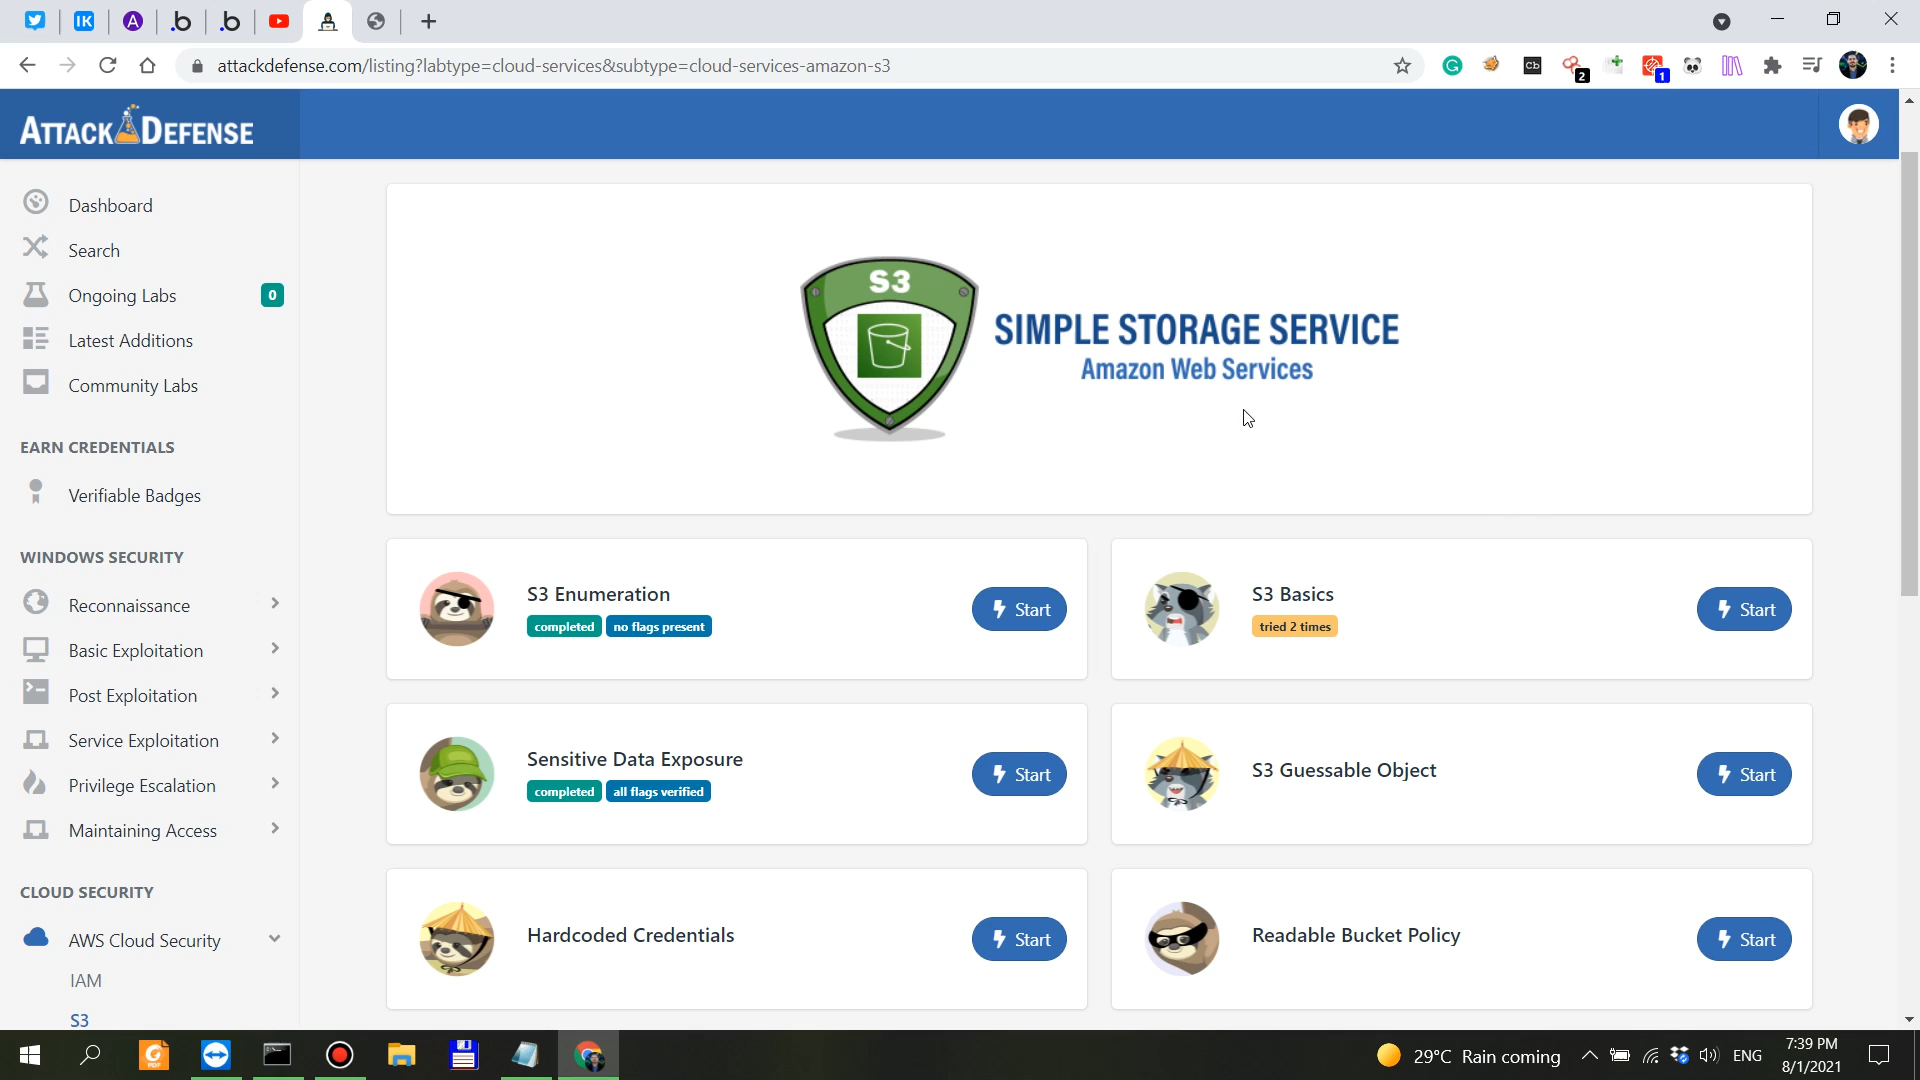 attackdefense.com/listing?labtype=cloud-services&subtype=cloud-services-amazon-s3
2
1
ATTACK DEFENSE
Dashboard
Search
Ongoing Labs 0
Latest Additions
Community Labs
EARN CREDENTIALS
Verifiable Badges
WINDOWS SECURITY
Reconnaissance
Basic Exploitation
Post Exploitation
Service Exploitation
Privilege Escalation
Maintaining Access
CLOUD SECURITY
AWS Cloud Security
IAM
S3
S3
SIMPLE STORAGE SERVICE
Amazon Web Services
S3 Enumeration
completed no flags present
Start
S3 Basics
tried 2 times
Start
Sensitive Data Exposure
completed all flags verified
Start
S3 Guessable Object
Start
Hardcoded Credentials
Start
Readable Bucket Policy
Start
29°C Rain coming
ENG
7:39 PM
8/1/2021